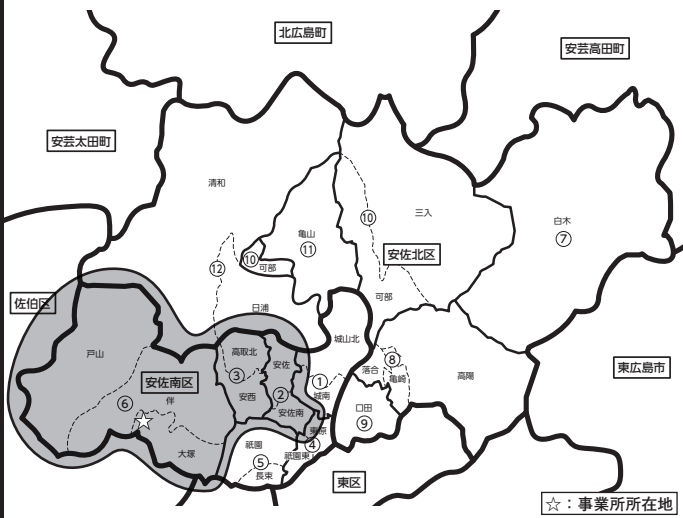 北広島町
安芸高田町
安芸太田町
清和
三入
白木
⑦
⑩
亀山
⑪
安佐北区
⑫
⑩
可部
可部
佐伯区
日浦
城山北
戸山
高取北
安佐
落合
⑧
亀崎
高陽
東広島市
安佐南区
③
①
城南
⑥
伴
安西
②
安佐南
口田
⑨
東原
④
大塚
祇園
祇園東
⑤
長束
東区
☆：事業所所在地